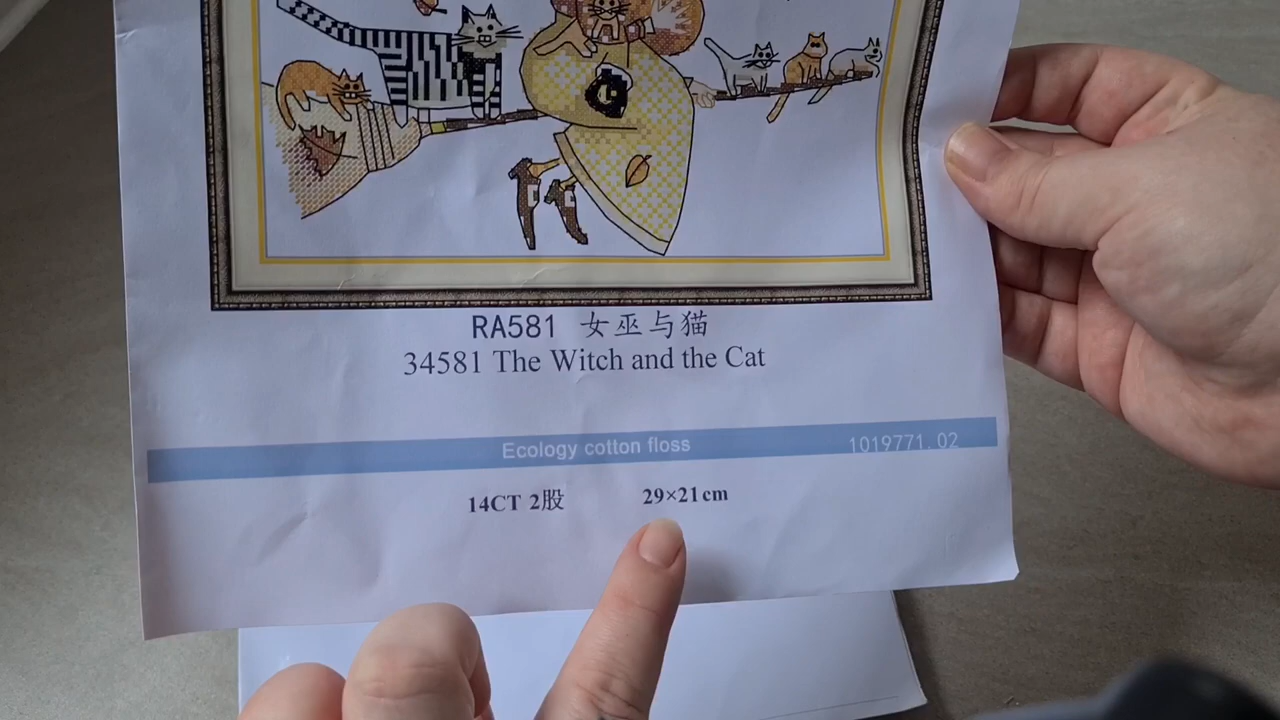 RA581 女巫与猫
34581 The Witch and the Cat
Ecology cotton floss 1019771.02
14CT 2股 29×21cm